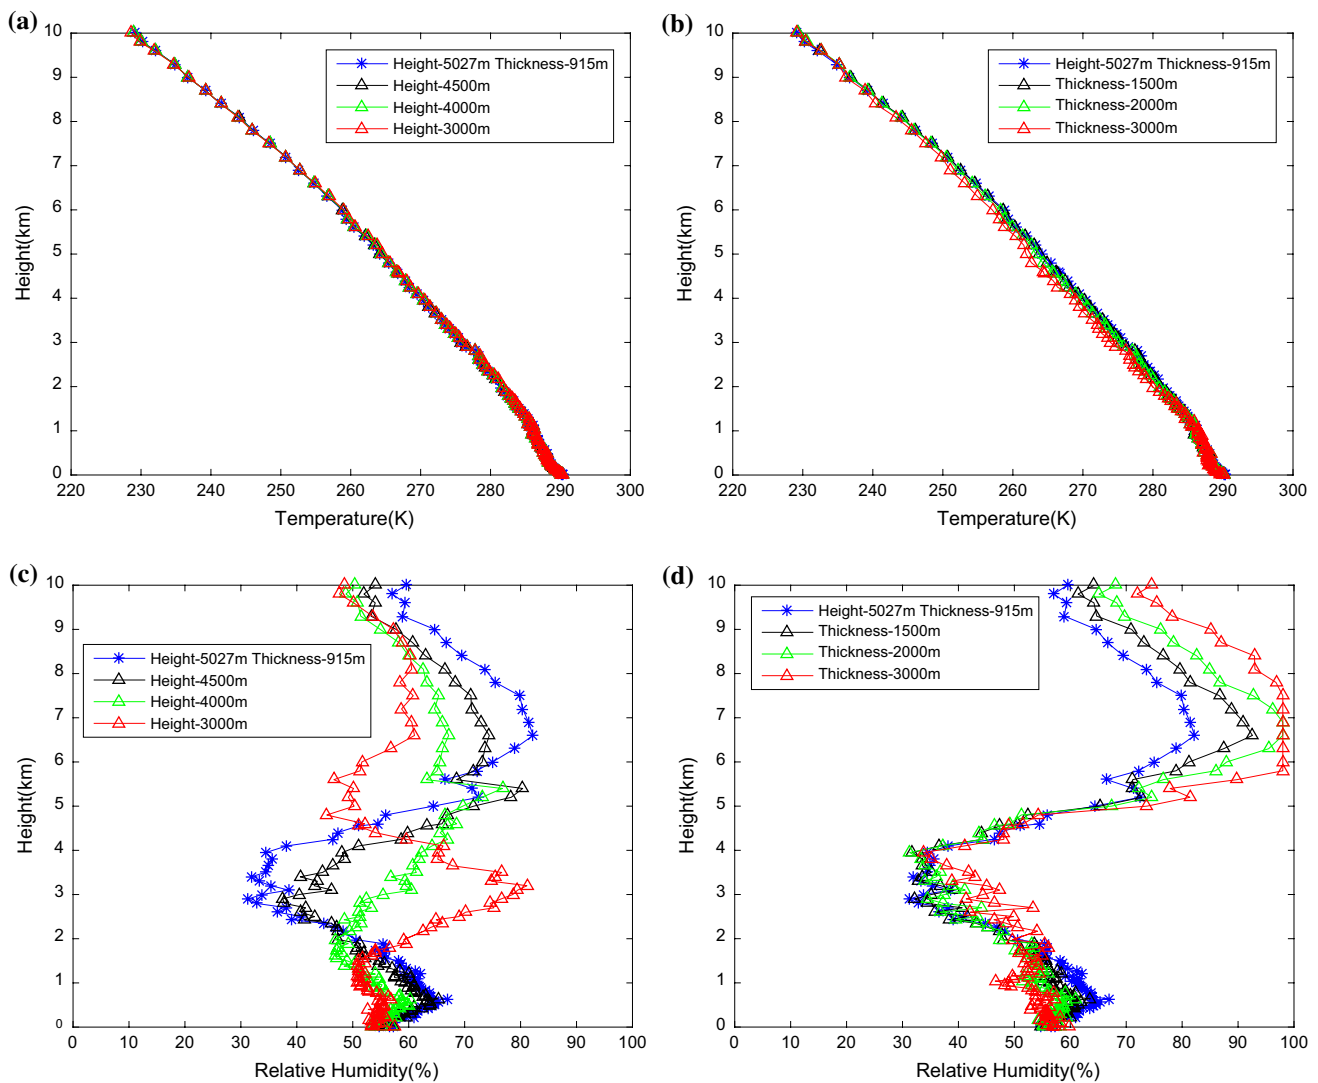 (a)
10
9
8
7
6
5
4
3
2
1
0
Height(km)
220 230 240 250 260 270 280 290 300
Temperature(K)
Height-5027m Thickness-915m
Height-4500m
Height-4000m
Height-3000m
(b)
10
9
8
7
6
5
4
3
2
1
0
Height(km)
220 230 240 250 260 270 280 290 300
Temperature(K)
Height-5027m Thickness-915m
Thickness-1500m
Thickness-2000m
Thickness-3000m
(c)
10
9
8
7
6
5
4
3
2
1
0
Height(km)
0 10 20 30 40 50 60 70 80 90 100
Relative Humidity(%)
Height-5027m Thickness-915m
Height-4500m
Height-4000m
Height-3000m
(d)
10
9
8
7
6
5
4
3
2
1
0
Height(km)
0 10 20 30 40 50 60 70 80 90 100
Relative Humidity(%)
Height-5027m Thickness-915m
Thickness-1500m
Thickness-2000m
Thickness-3000m